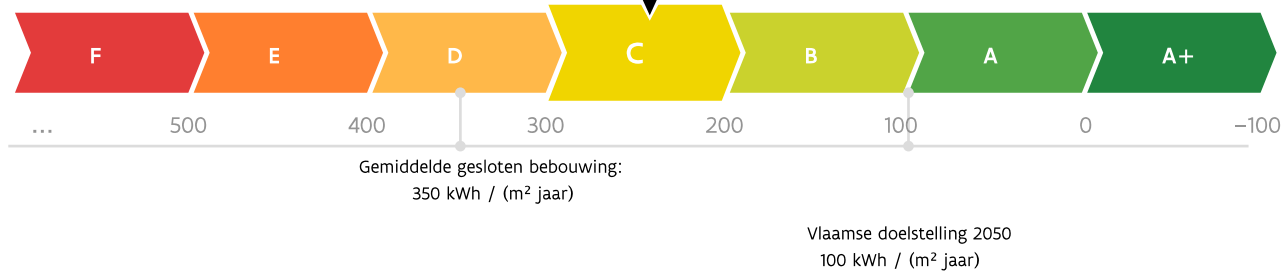 F E D C B A A+
... 500 400 300 200 100 0 –100
Gemiddelde gesloten bebouwing:
350 kWh / (m² jaar)
Vlaamse doelstelling 2050
100 kWh / (m² jaar)